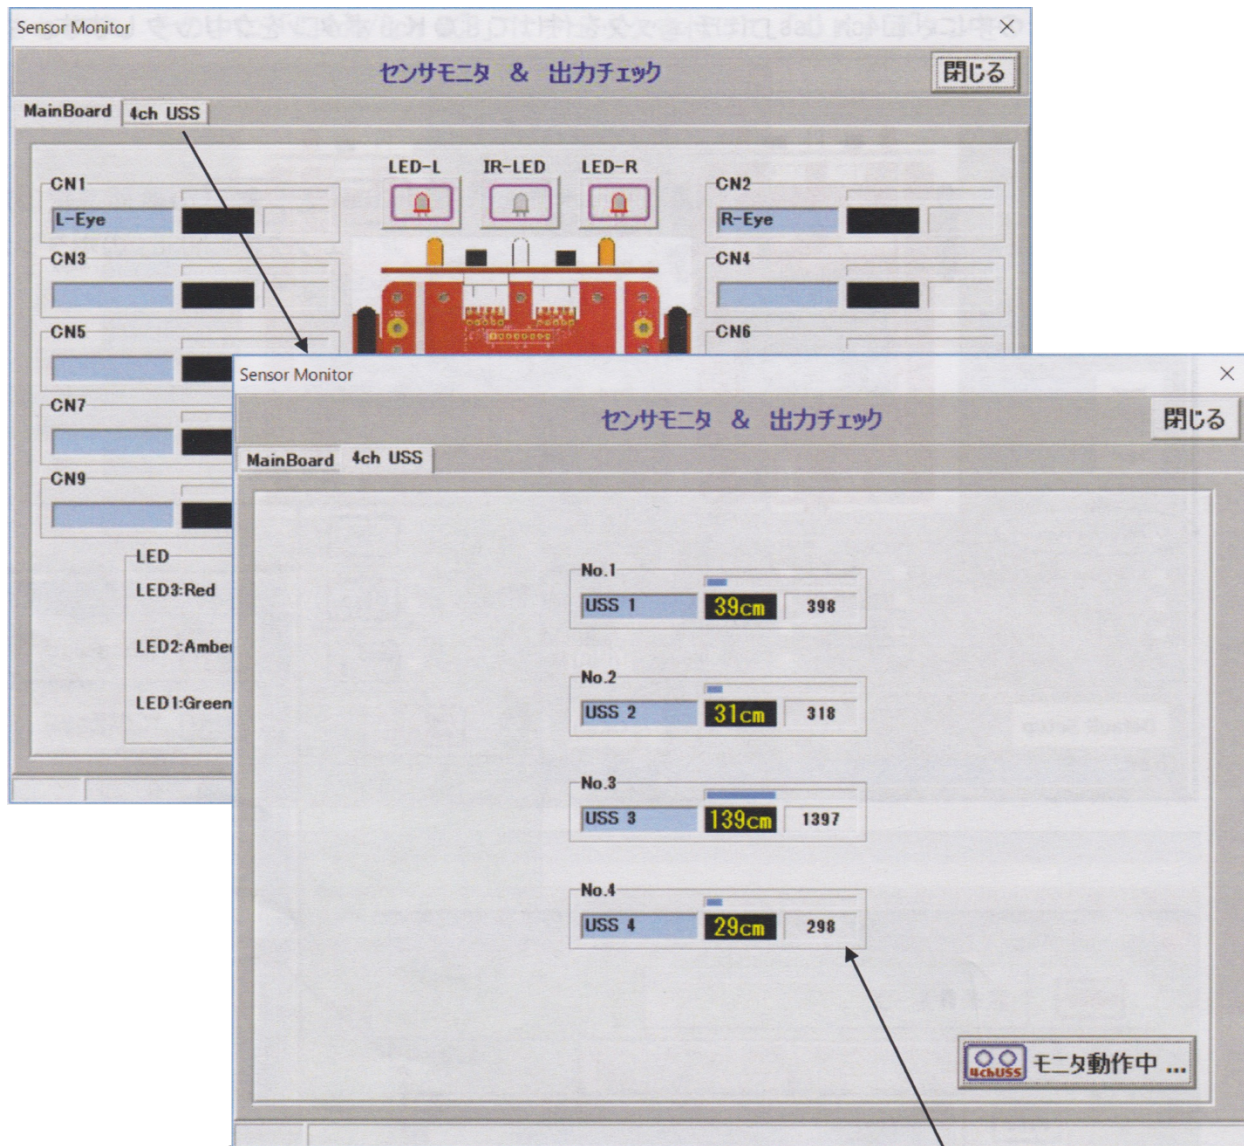 Sensor Monitor
センサモニタ ＆ 出力チェック
閉じる
MainBoard
4ch USS
CN1
L-Eye
CN3
CN5
CN7
CN9
LED-L
IR-LED
LED-R
CN2
R-Eye
CN4
CN6
LED
LED3:Red
LED2:Amber
LED1:Green
Sensor Monitor
センサモニタ ＆ 出力チェック
閉じる
MainBoard
4ch USS
No.1
USS 1
39cm
398
No.2
USS 2
31cm
318
No.3
USS 3
139cm
1397
No.4
USS 4
29cm
298
4chUSS
モニタ動作中 ...